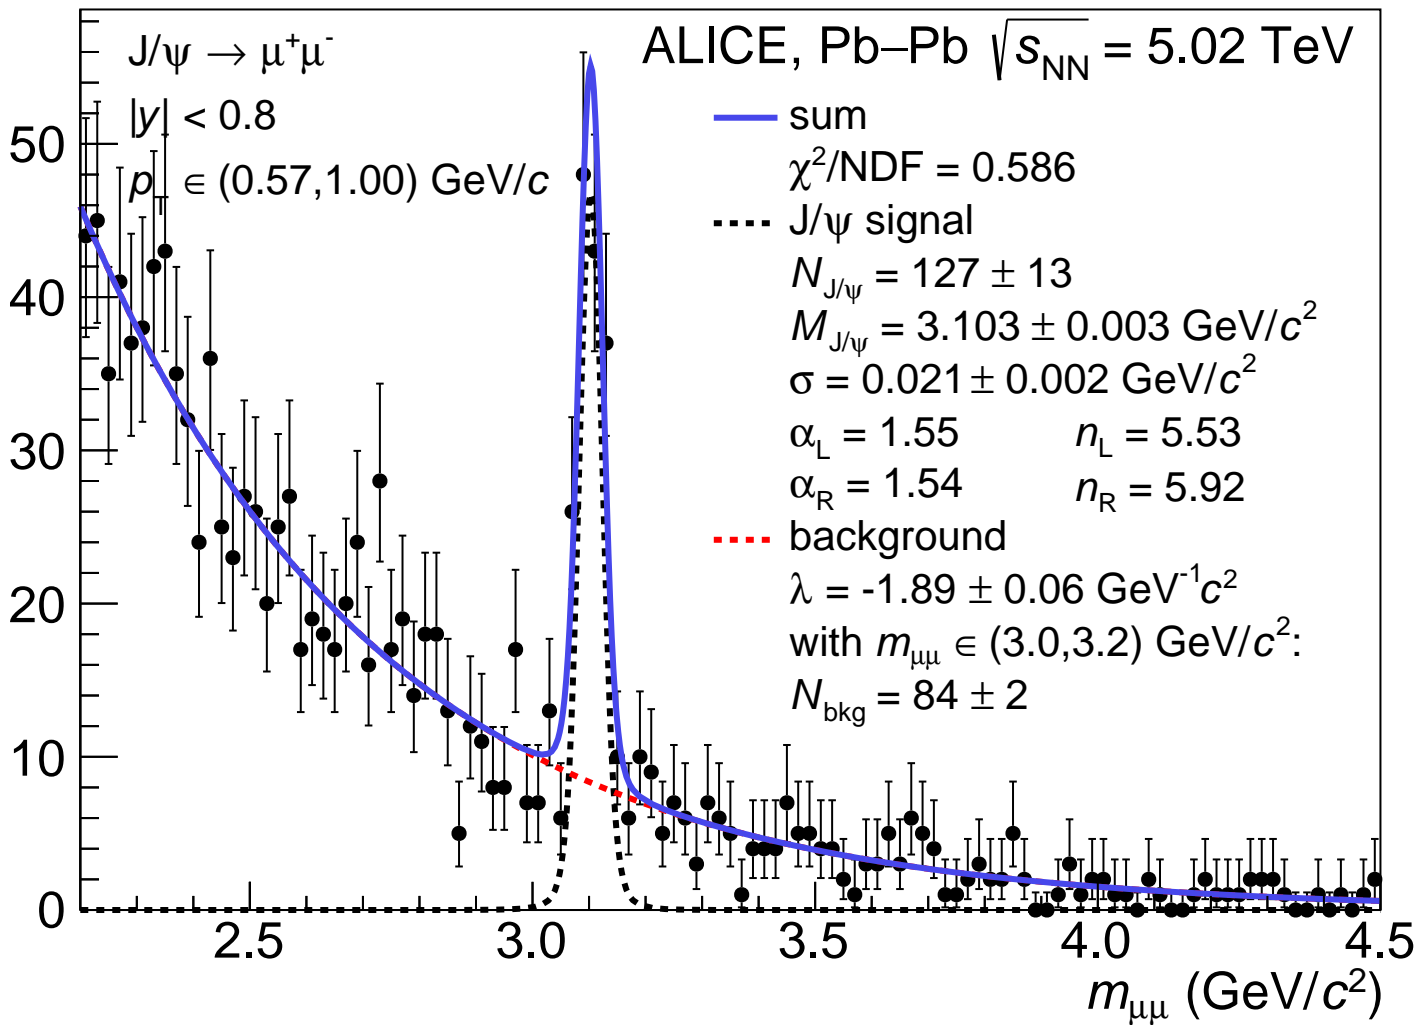 ALICE, Pb–Pb √sNN = 5.02 TeV
J/ψ → μ⁺μ⁻
|y| < 0.8
pT ∈ (0.57,1.00) GeV/c
sum
χ²/NDF = 0.586
J/ψ signal
N_J/ψ = 127 ± 13
M_J/ψ = 3.103 ± 0.003 GeV/c²
σ = 0.021 ± 0.002 GeV/c²
α_L = 1.55 n_L = 5.53
α_R = 1.54 n_R = 5.92
background
λ = -1.89 ± 0.06 GeV⁻¹c²
with m_μμ ∈ (3.0,3.2) GeV/c²:
N_bkg = 84 ± 2
50
40
30
20
10
0
2.5 3.0 3.5 4.0 4.5
m_μμ (GeV/c²)